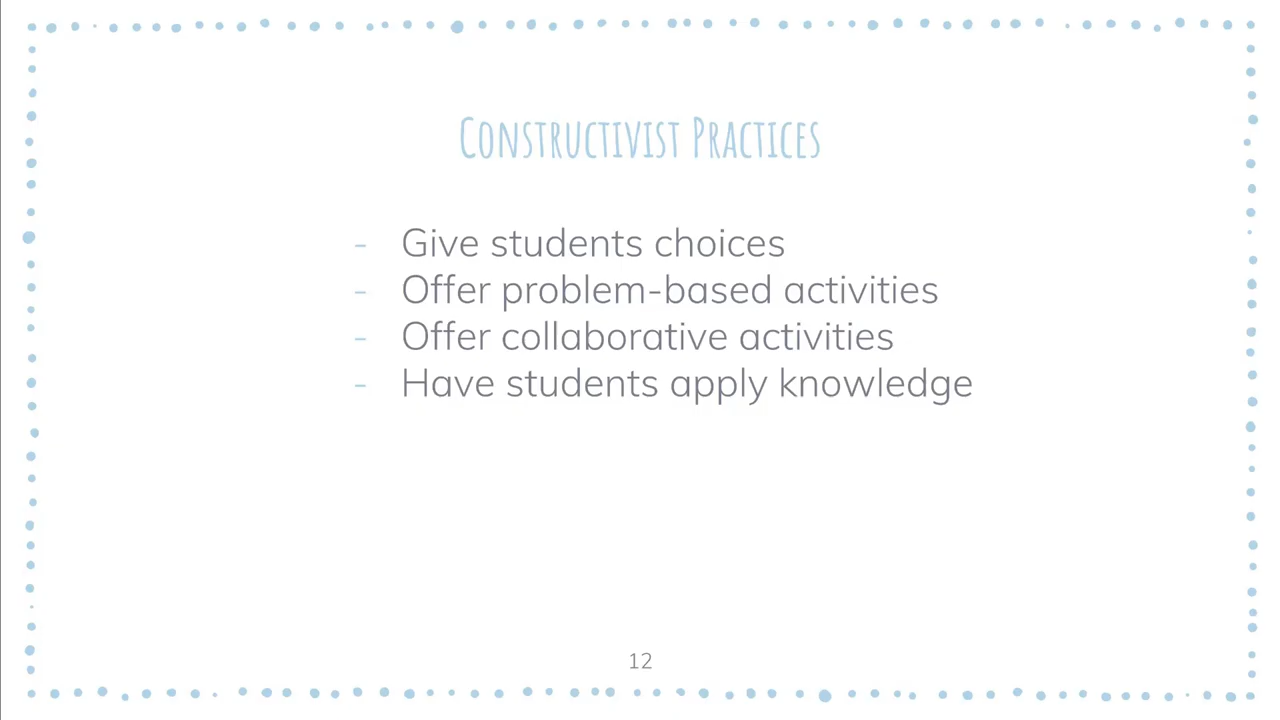 Constructivist Practices
- Give students choices
- Offer problem-based activities
- Offer collaborative activities
- Have students apply knowledge
12